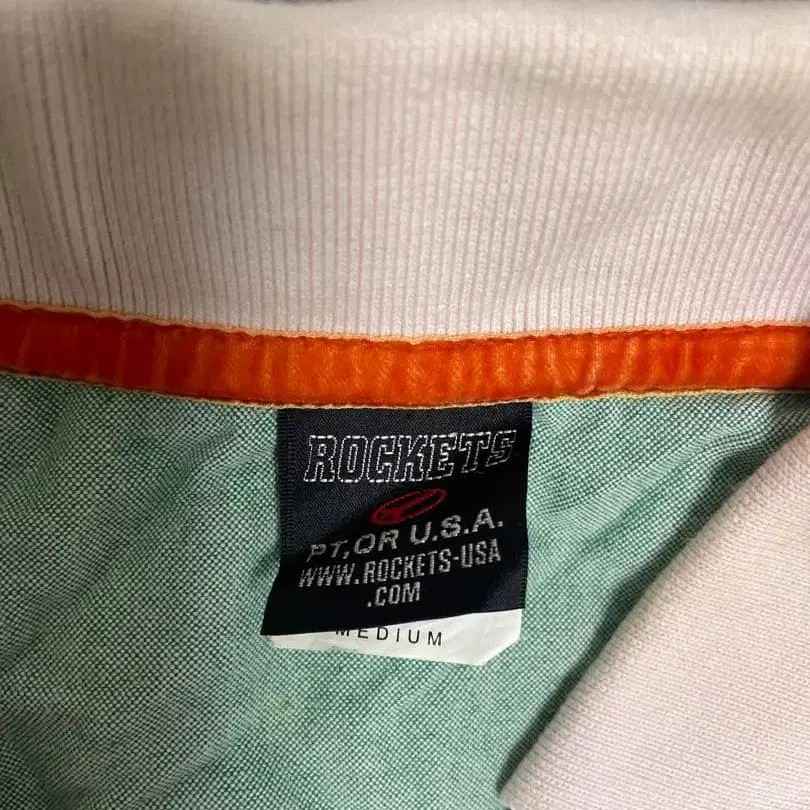 ROCKETS
PT,OR U.S.A.
WWW.ROCKETS-USA
.COM
MEDIUM